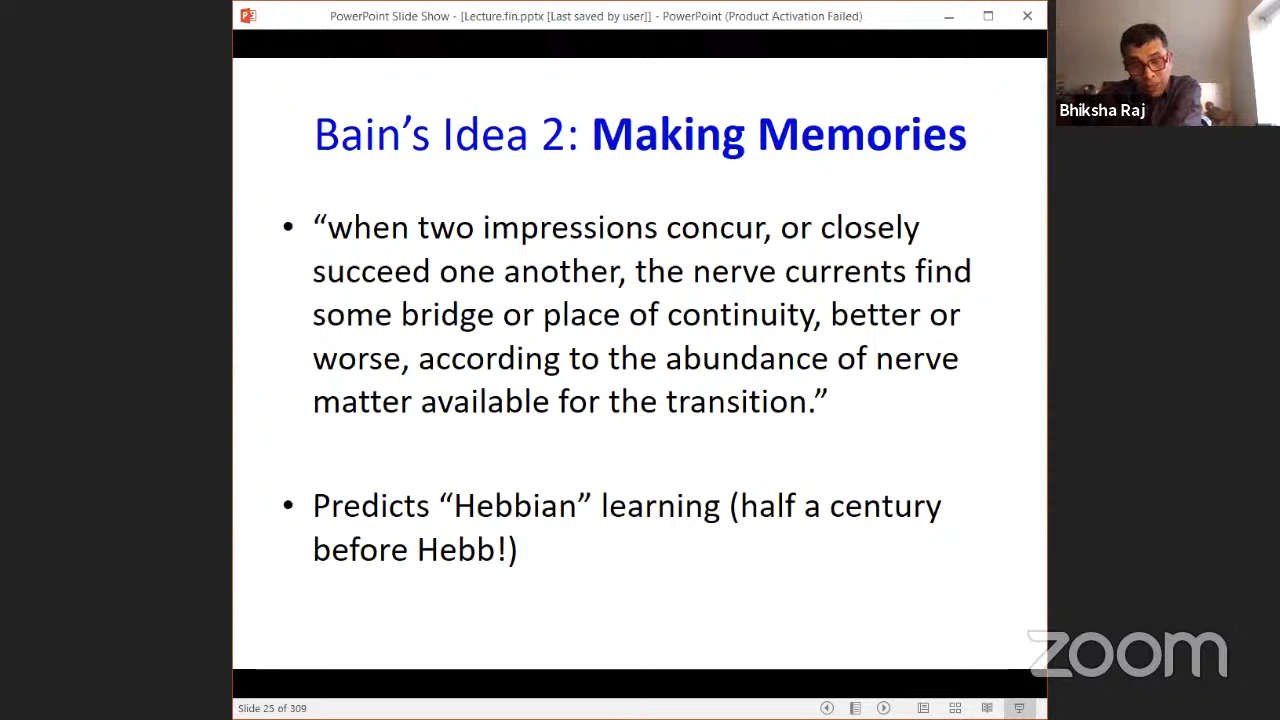 PowerPoint Slide Show - [Lecture.fin.pptx [Last saved by user]] - PowerPoint (Product Activation Failed)
Bhiksha Raj
Bain’s Idea 2: Making Memories
• “when two impressions concur, or closely
succeed one another, the nerve currents find
some bridge or place of continuity, better or
worse, according to the abundance of nerve
matter available for the transition.”
• Predicts “Hebbian” learning (half a century
before Hebb!)
zoom
Slide 25 of 309